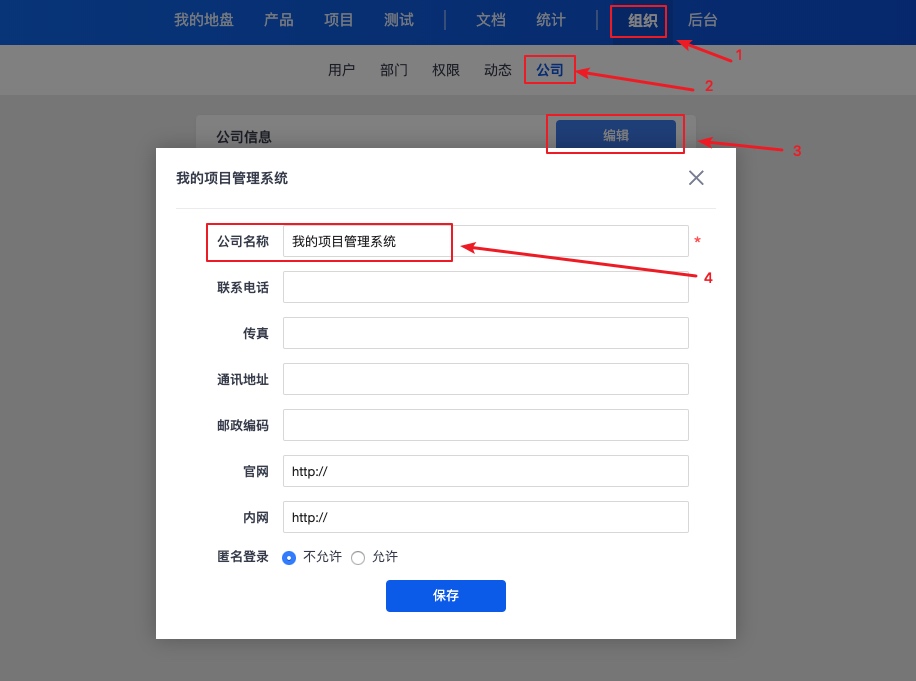 我的地盘 产品 项目 测试 文档 统计 组织 后台
1
用户 部门 权限 动态 公司
2
公司信息 编辑
3
我的项目管理系统
公司名称 我的项目管理系统 *
4
联系电话
传真
通讯地址
邮政编码
官网 http://
内网 http://
匿名登录 不允许 允许
保存